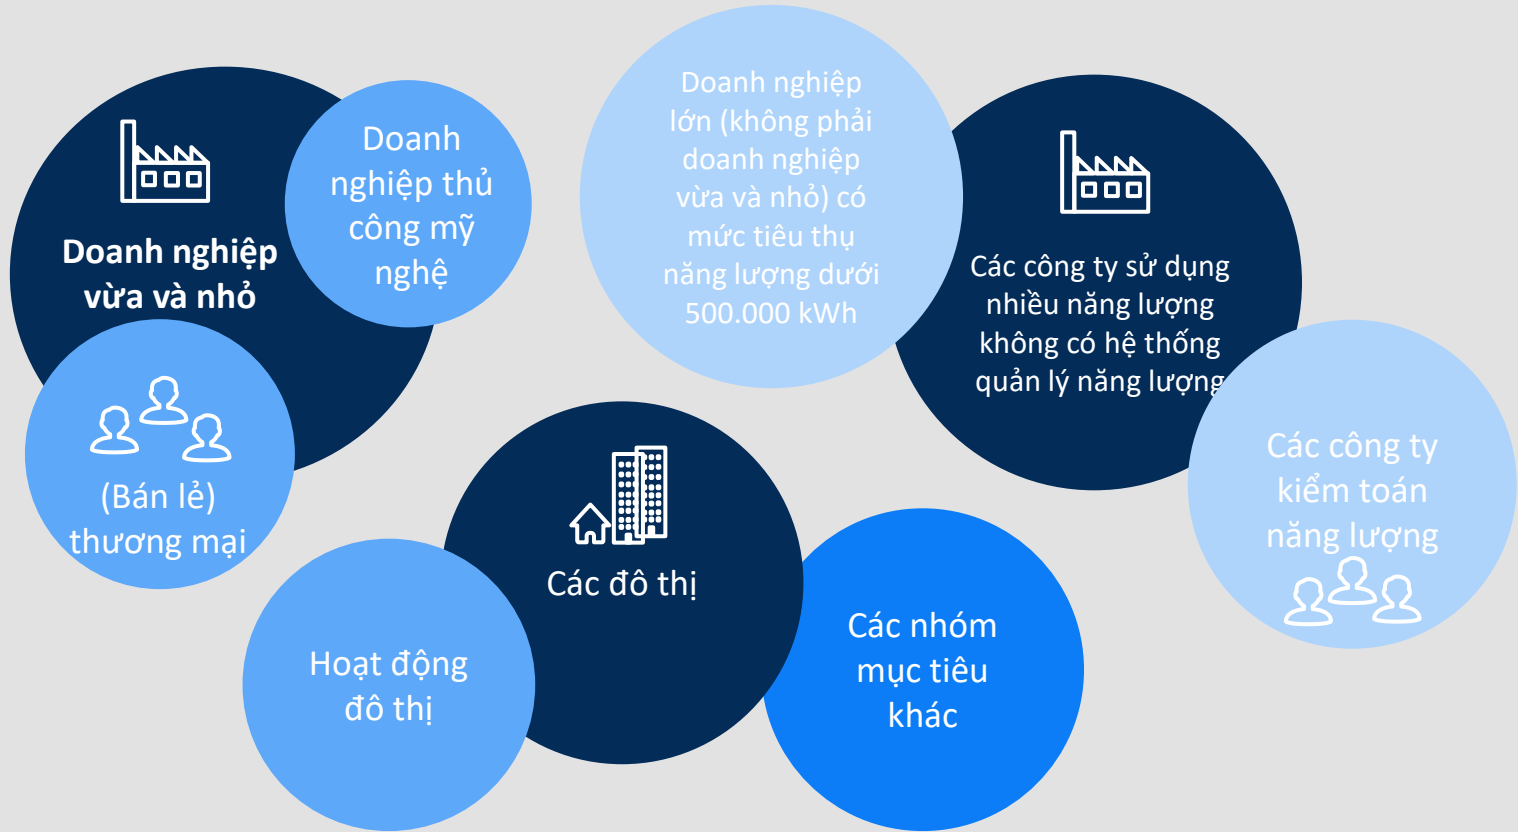 Doanh nghiệp
vừa và nhỏ
Doanh
nghiệp thủ
công mỹ
nghệ
(Bán lẻ)
thương mại
Doanh nghiệp
lớn (không phải
doanh nghiệp
vừa và nhỏ) có
mức tiêu thụ
năng lượng dưới
500.000 kWh
Các công ty sử dụng
nhiều năng lượng
không có hệ thống
quản lý năng lượng
Các công ty
kiểm toán
năng lượng
Các đô thị
Hoạt động
đô thị
Các nhóm
mục tiêu
khác